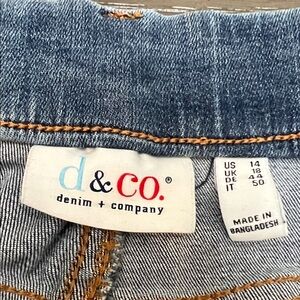 d & co.®
denim + company
US 14
UK 18
DE 44
IT 50
MADE IN
BANGLADESH